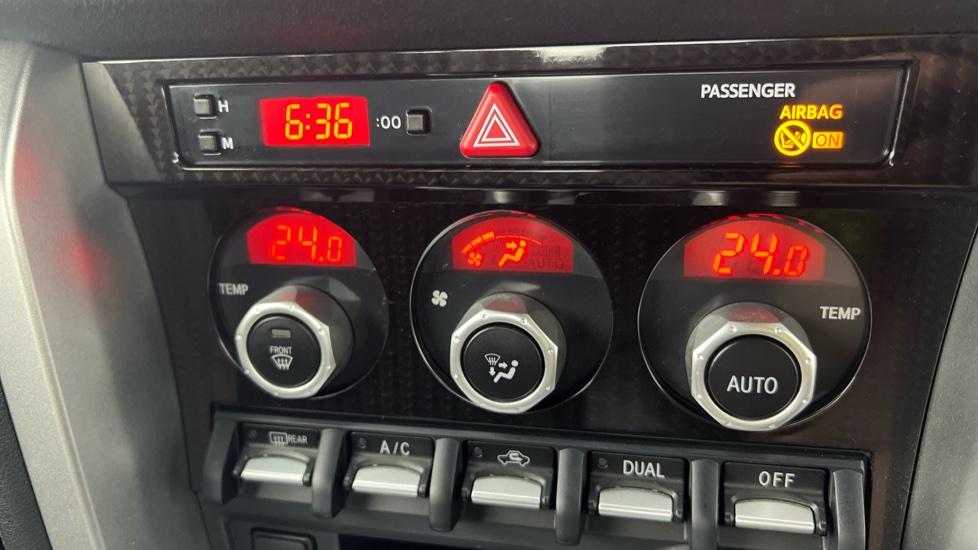 H
M
6:36
:00
PASSENGER
AIRBAG
ON
24.0
AUTO
24.0
TEMP
TEMP
FRONT
AUTO
REAR
A/C
DUAL
OFF